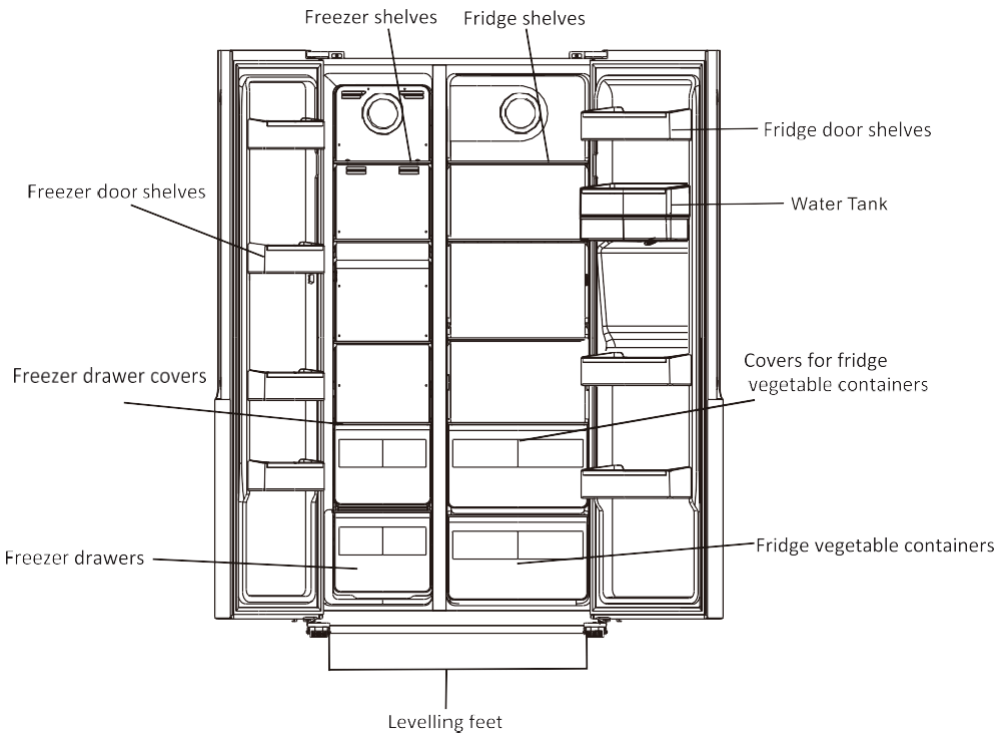 Freezer shelves
Fridge shelves
Fridge door shelves
Freezer door shelves
Water Tank
Covers for fridge
vegetable containers
Freezer drawer covers
Fridge vegetable containers
Freezer drawers
Levelling feet